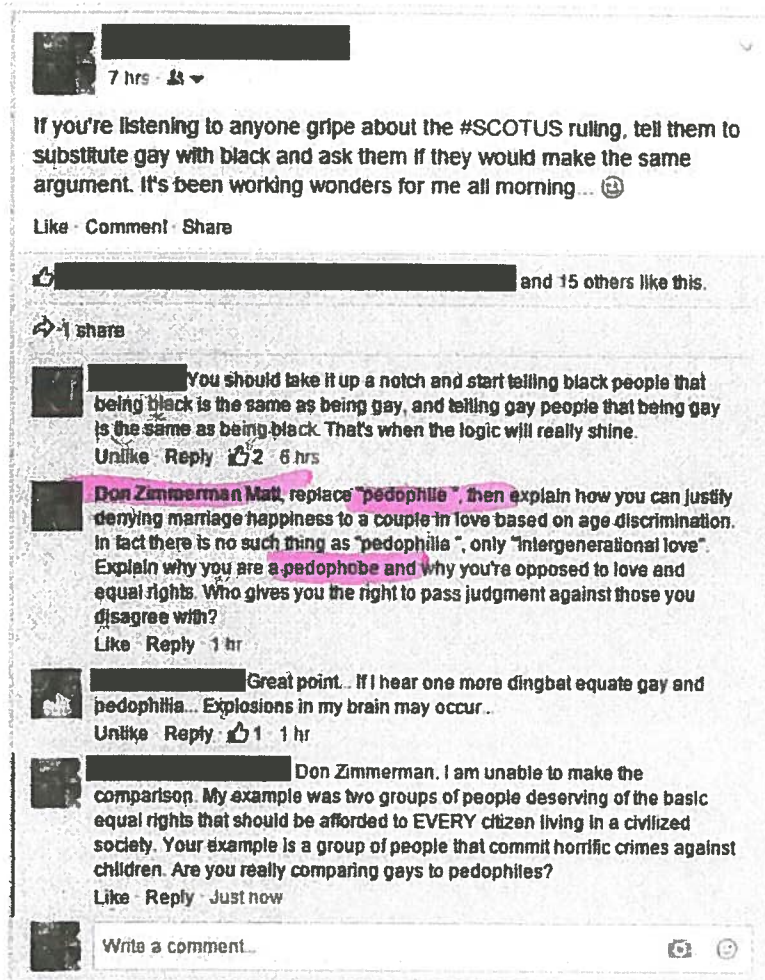 7 hrs
If you're listening to anyone gripe about the #SCOTUS ruling, tell them to
substitute gay with black and ask them if they would make the same
argument. It's been working wonders for me all morning...
Like · Comment · Share
and 15 others like this.
1 share
You should take it up a notch and start telling black people that
being black is the same as being gay, and telling gay people that being gay
is the same as being black. That's when the logic will really shine.
Unlike · Reply · 2 · 6 hrs
Don Zimmerman Matt, replace "pedophile", then explain how you can justify
denying marriage happiness to a couple in love based on age discrimination.
In fact there is no such thing as "pedophilia", only "intergenerational love".
Explain why you are a pedophobe and why you're opposed to love and
equal rights. Who gives you the right to pass judgment against those you
disagree with?
Like · Reply · 1 hr
Great point... If I hear one more dingbat equate gay and
pedophilia... Explosions in my brain may occur...
Unlike · Reply · 1 · 1 hr
Don Zimmerman, I am unable to make the
comparison. My example was two groups of people deserving of the basic
equal rights that should be afforded to EVERY citizen living in a civilized
society. Your example is a group of people that commit horrific crimes against
children. Are you really comparing gays to pedophiles?
Like · Reply · Just now
Write a comment...